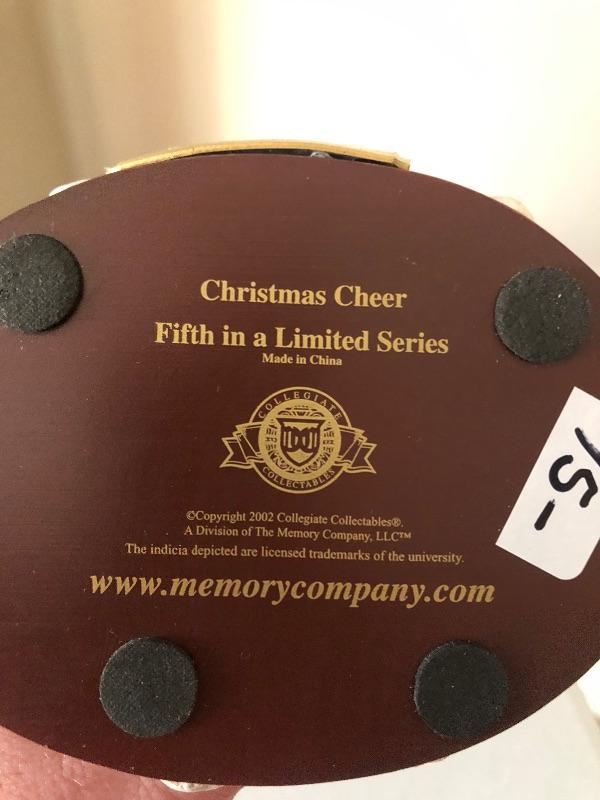 Christmas Cheer
Fifth in a Limited Series
Made in China
COLLEGIATE
COLLECTABLES
©Copyright 2002 Collegiate Collectables®.
A Division of The Memory Company, LLC™
The indicia depicted are licensed trademarks of the university.
www.memorycompany.com
15-